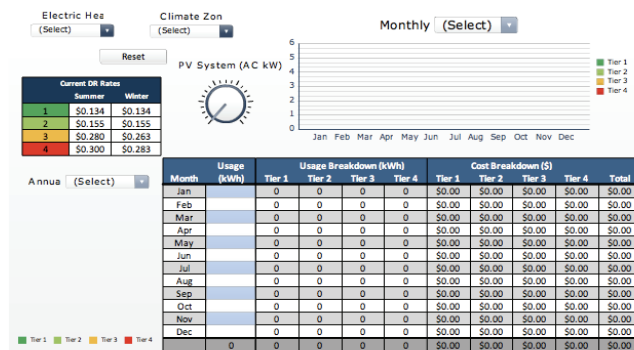 Electric Hea
(Select)
Climate Zon
(Select)
Monthly (Select)
Reset
PV System (AC kW)
6
5
4
3
2
1
0
Jan Feb Mar Apr May Jun Jul Aug Sep Oct Nov Dec
Tier 1
Tier 2
Tier 3
Tier 4
Current DR Rates
Summer Winter
1 $0.134 $0.134
2 $0.155 $0.155
3 $0.280 $0.263
4 $0.300 $0.283
Annua (Select)
Usage Usage Breakdown (kWh) Cost Breakdown ($)
Month (kWh) Tier 1 Tier 2 Tier 3 Tier 4 Tier 1 Tier 2 Tier 3 Tier 4 Total
Jan 0 0 0 0 $0.00 $0.00 $0.00 $0.00 $0.00
Feb 0 0 0 0 $0.00 $0.00 $0.00 $0.00 $0.00
Mar 0 0 0 0 $0.00 $0.00 $0.00 $0.00 $0.00
Apr 0 0 0 0 $0.00 $0.00 $0.00 $0.00 $0.00
May 0 0 0 0 $0.00 $0.00 $0.00 $0.00 $0.00
Jun 0 0 0 0 $0.00 $0.00 $0.00 $0.00 $0.00
Jul 0 0 0 0 $0.00 $0.00 $0.00 $0.00 $0.00
Aug 0 0 0 0 $0.00 $0.00 $0.00 $0.00 $0.00
Sep 0 0 0 0 $0.00 $0.00 $0.00 $0.00 $0.00
Oct 0 0 0 0 $0.00 $0.00 $0.00 $0.00 $0.00
Nov 0 0 0 0 $0.00 $0.00 $0.00 $0.00 $0.00
Dec 0 0 0 0 $0.00 $0.00 $0.00 $0.00 $0.00
0 0 0 0 0 $0.00 $0.00 $0.00 $0.00 $0.00
Tier 1 Tier 2 Tier 3 Tier 4